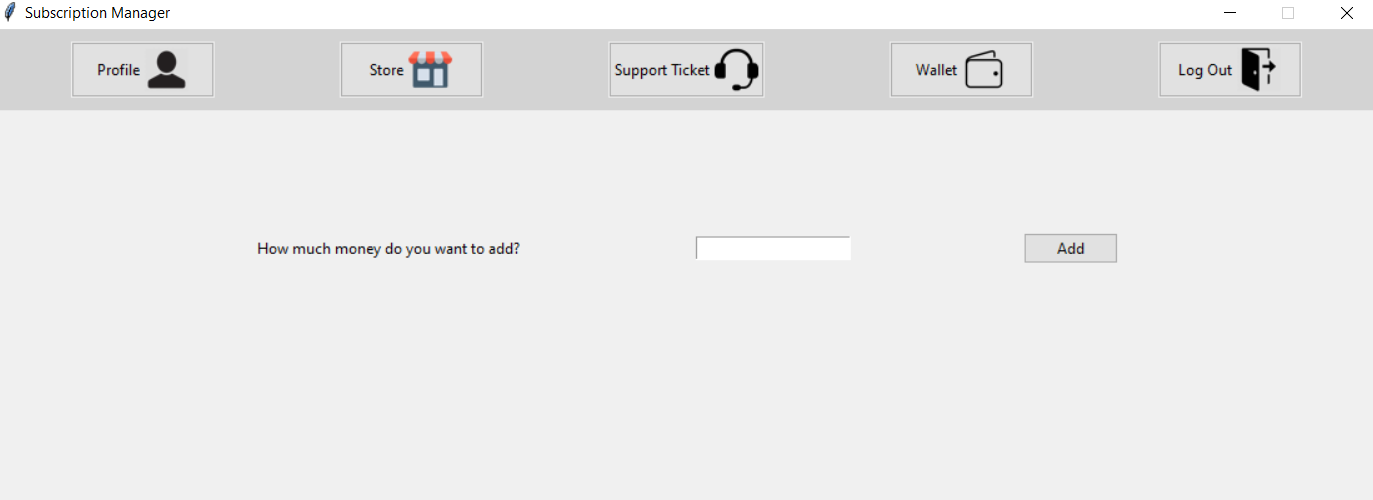 Subscription Manager
Profile Store Support Ticket Wallet Log Out
How much money do you want to add? Add